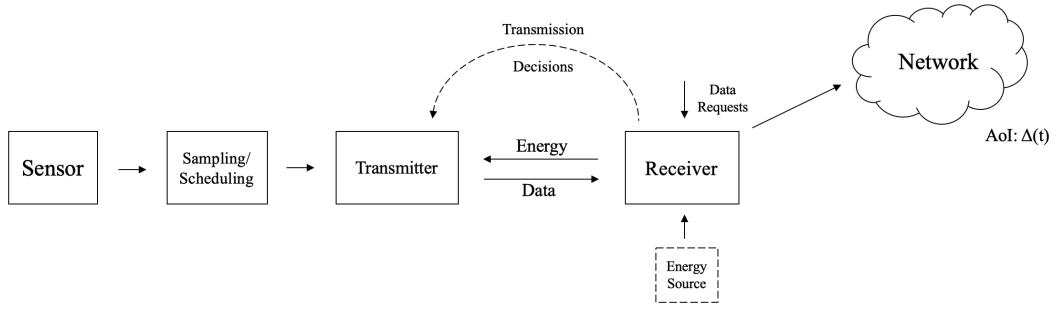 Transmission
Decisions
Network
Data
Requests
AoI: Δ(t)
Sensor
Sampling/
Scheduling
Transmitter
Energy
Data
Receiver
Energy
Source